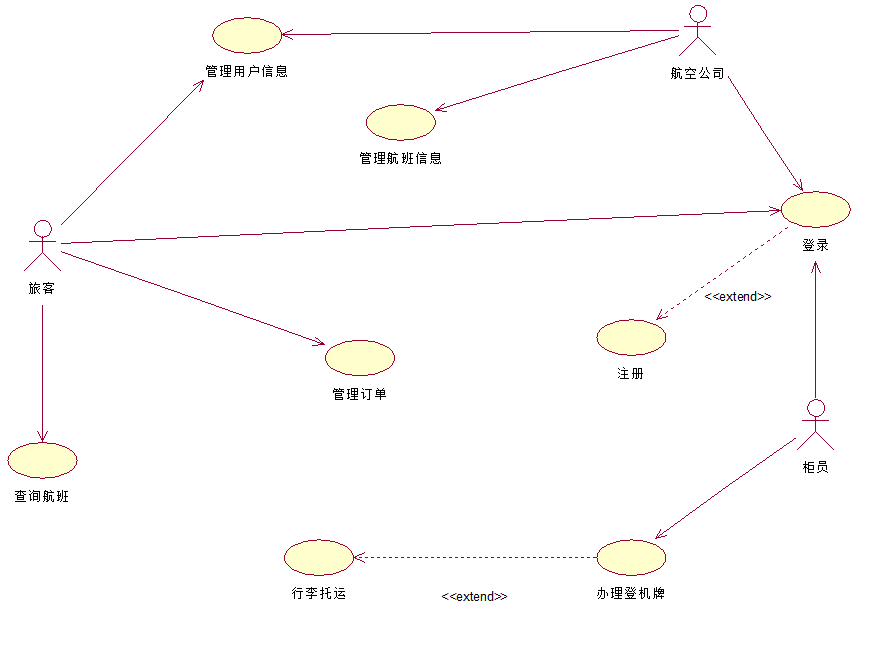 管理用户信息
航空公司
管理航班信息
登录
旅客
<<extend>>
注册
管理订单
柜员
查询航班
行李托运
<<extend>>
办理登机牌